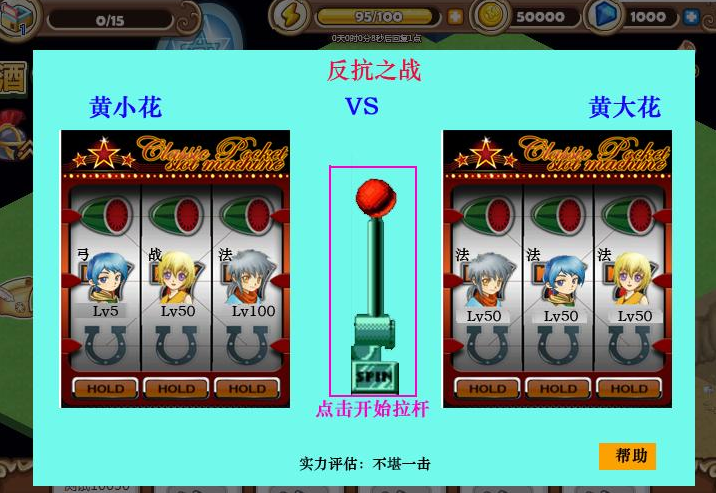 0/15
95/100
50000
1000
0天0时0分8秒后回复1点
酒
反抗之战
黄小花 VS 黄大花
Classic Pocket
slot machine
Classic Pocket
slot machine
弓 战 法
法 法 法
Lv5 Lv50 Lv100
Lv50 Lv50 Lv50
SPIN
HOLD HOLD HOLD
HOLD HOLD HOLD
点击开始拉杆
实力评估：不堪一击
帮助